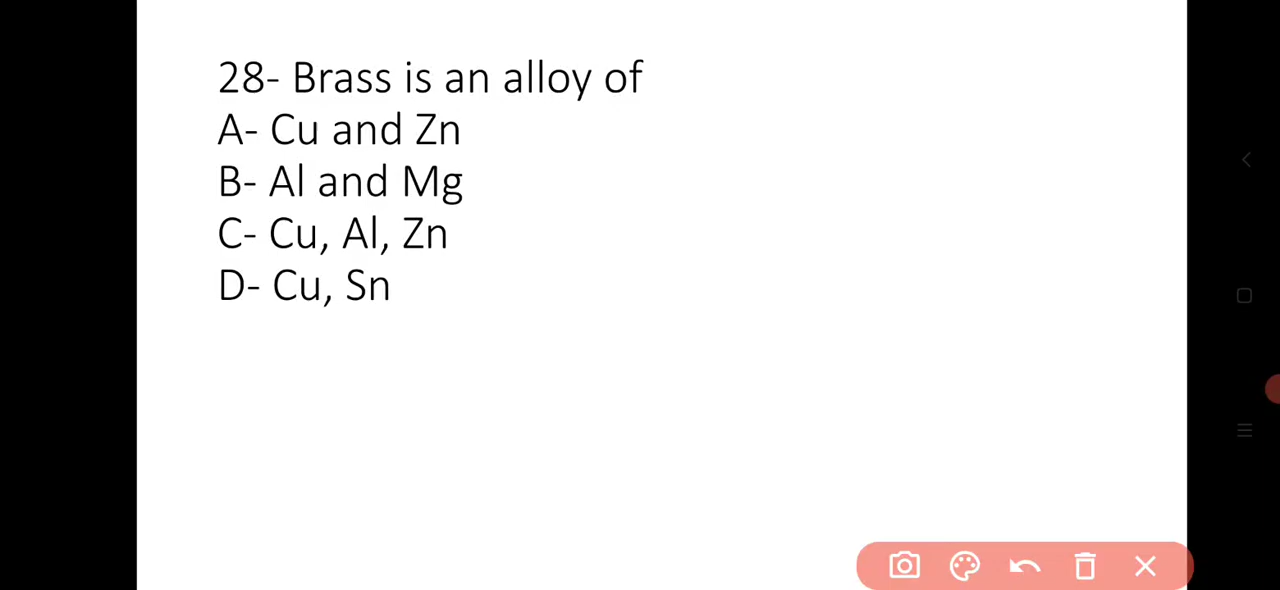 28- Brass is an alloy of
A- Cu and Zn
B- Al and Mg
C- Cu, Al, Zn
D- Cu, Sn